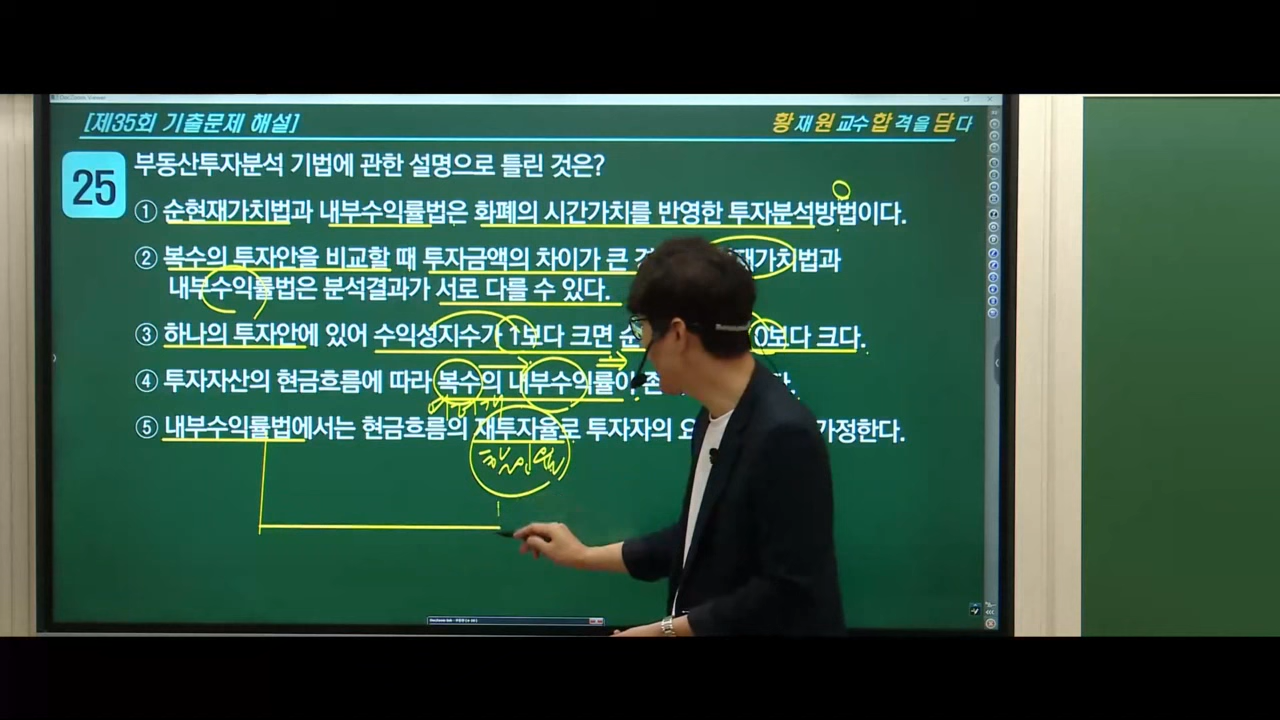 [제35회 기출문제 해설]
황재원 교수 합격을 담다
25
부동산투자분석 기법에 관한 설명으로 틀린 것은?
① 순현재가치법과 내부수익률법은 화폐의 시간가치를 반영한 투자분석방법이다.
② 복수의 투자안을 비교할 때 투자금액의 차이가 큰 재가치법과
내부수익률법은 분석결과가 서로 다를 수 있다.
③ 하나의 투자안에 있어 수익성지수가 1보다 크면 0보다 크다.
④ 투자자산의 현금흐름에 따라 복수의 내부수익률이
여러개
⑤ 내부수익률법에서는 현금흐름의 재투자율로 투자자의 가정한다.
할인율